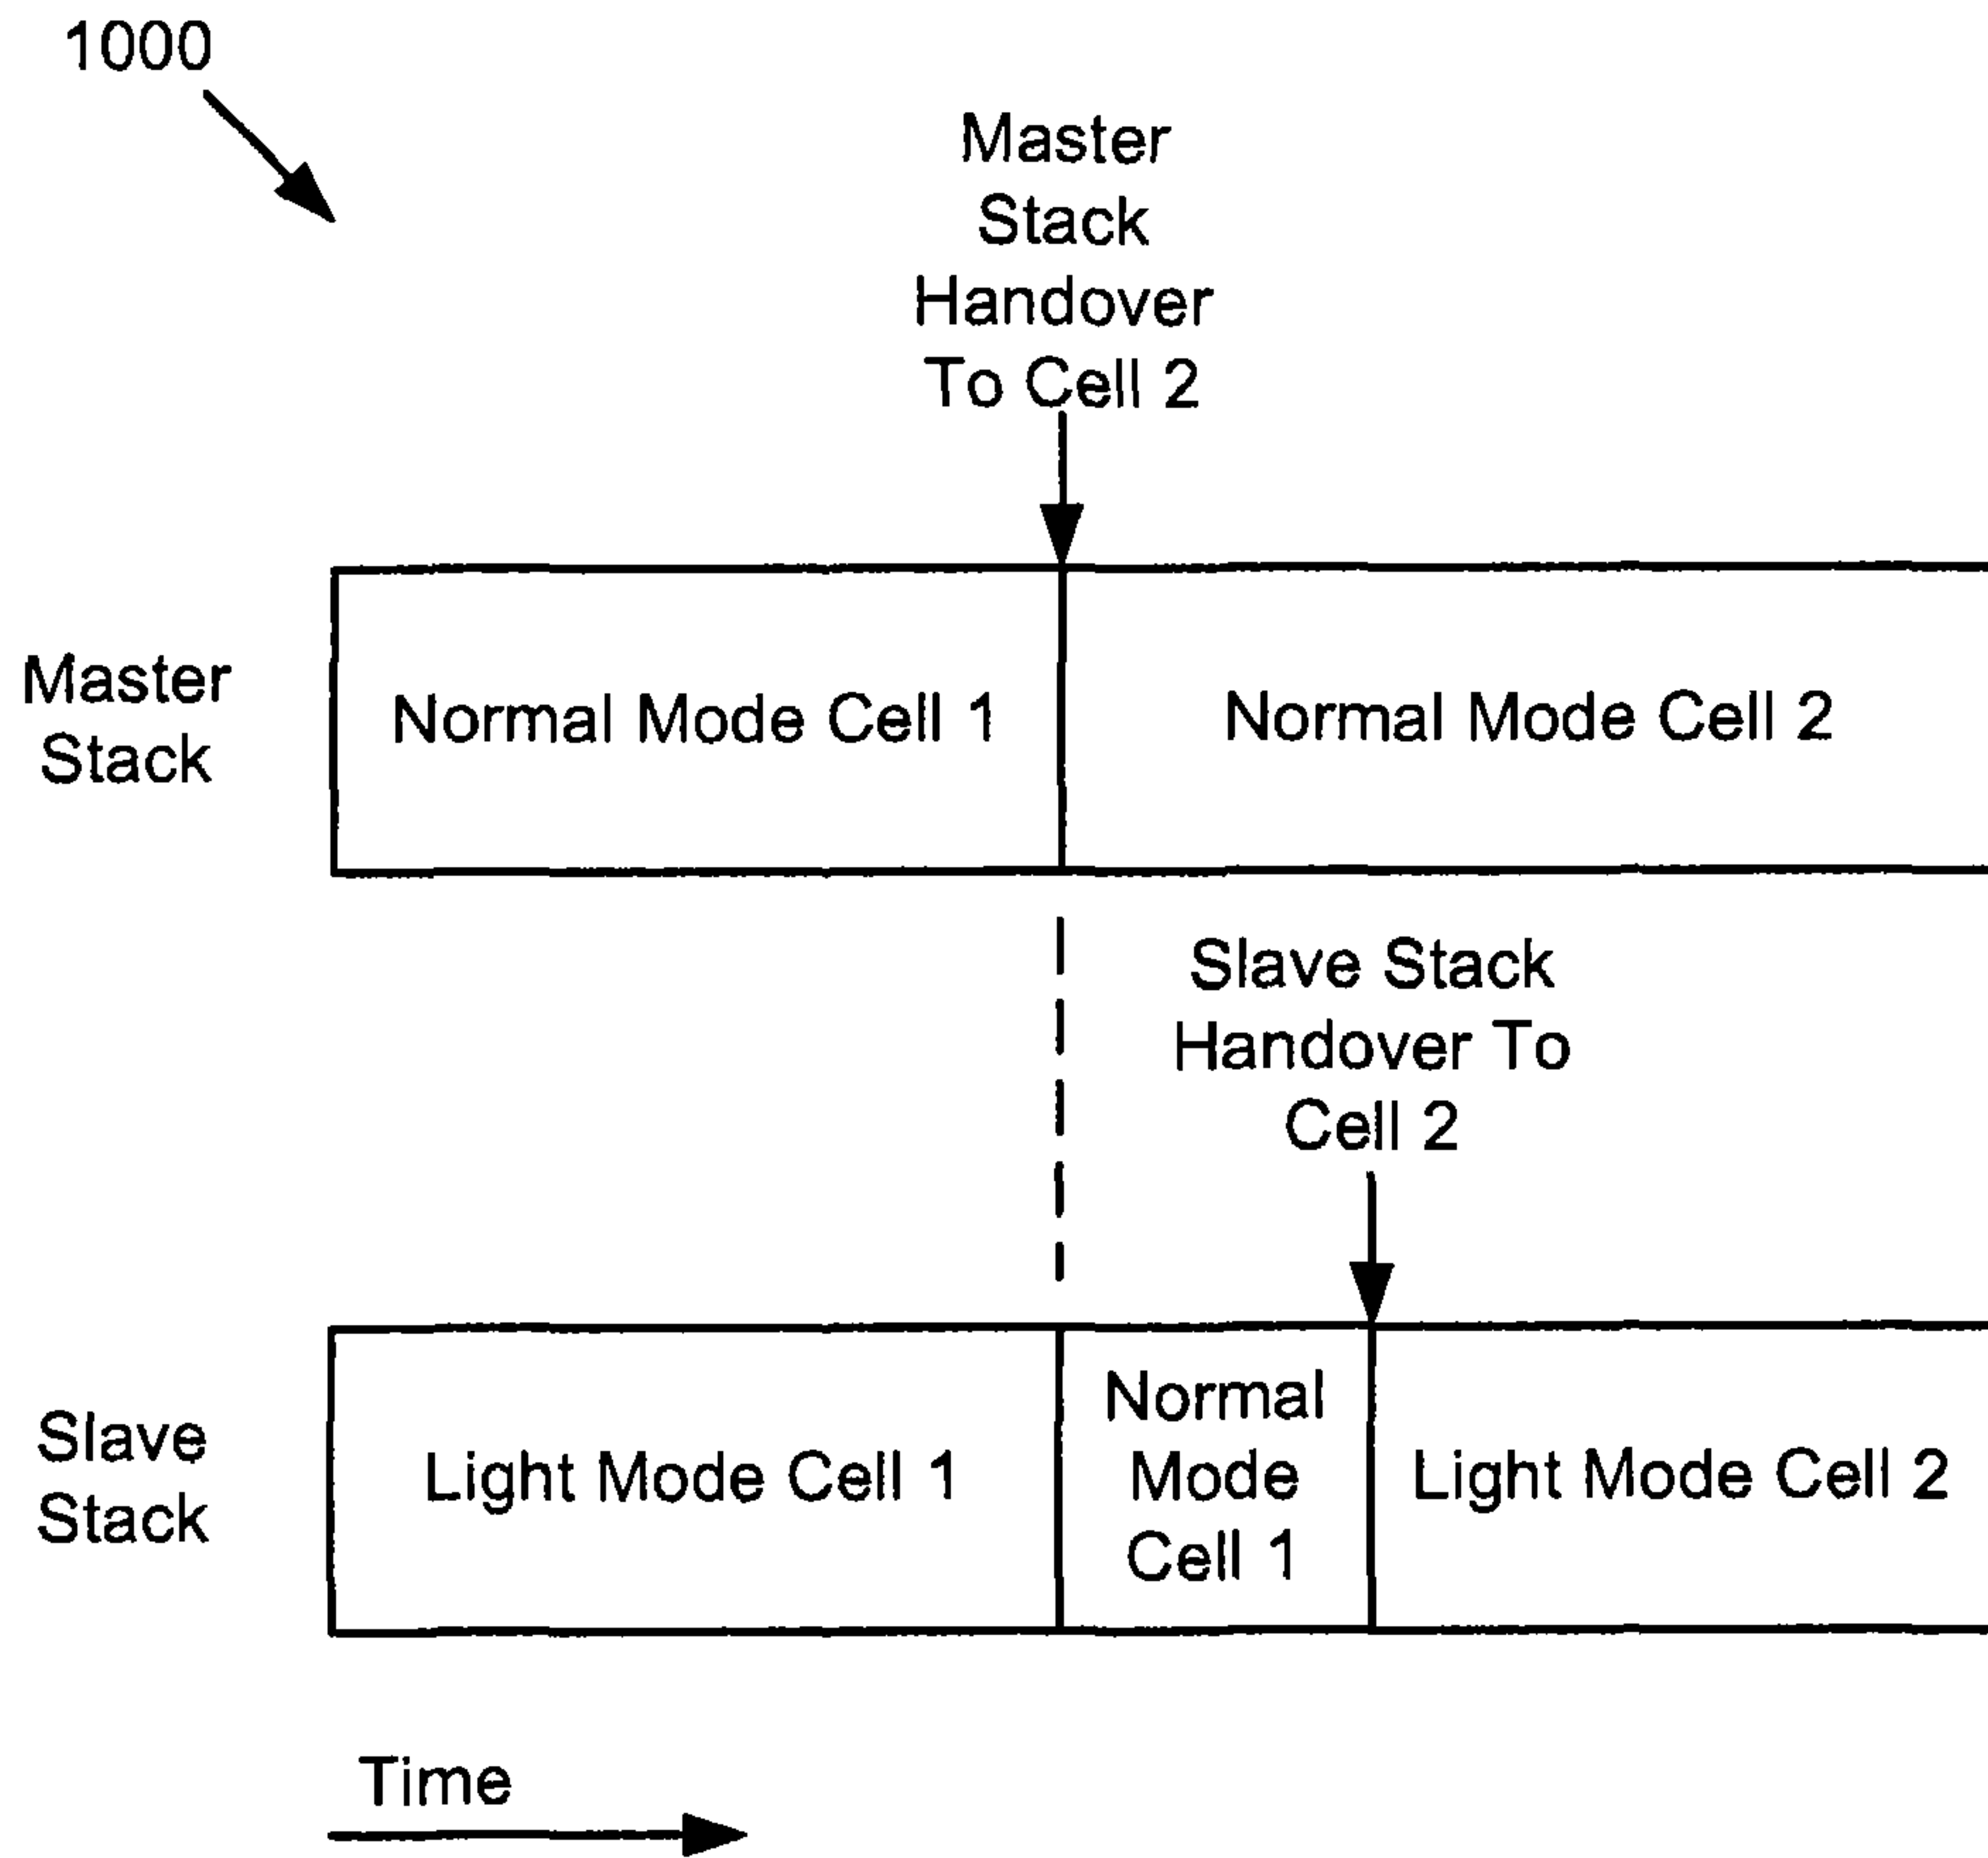 1000
Master
Stack
Handover
To Cell 2
Master
Stack
Normal Mode Cell 1
Normal Mode Cell 2
Slave Stack
Handover To
Cell 2
Slave
Stack
Light Mode Cell 1
Normal
Mode
Cell 1
Light Mode Cell 2
Time